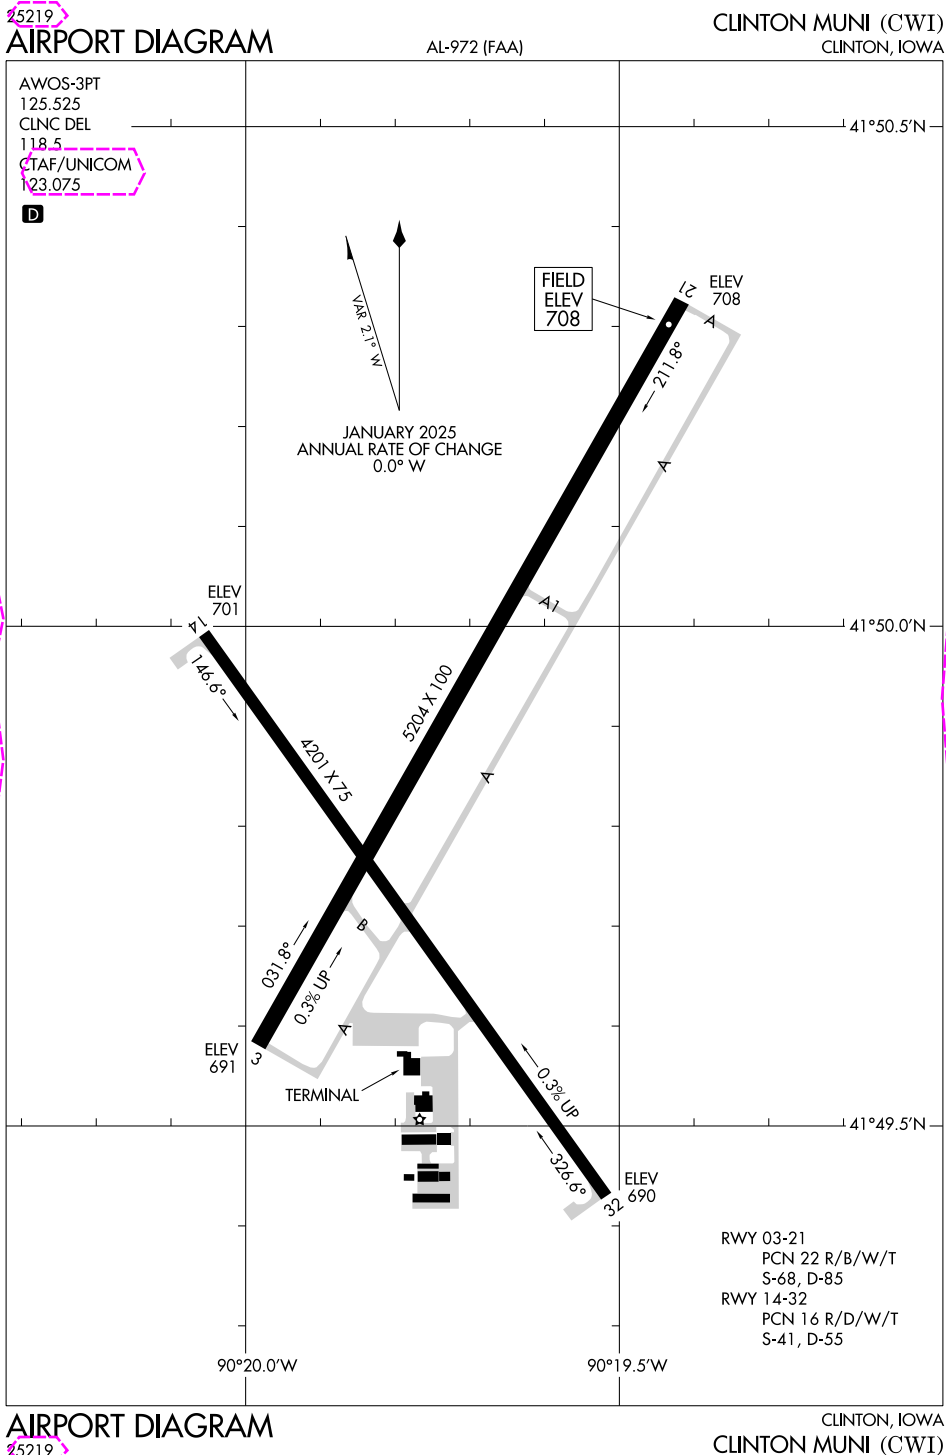 25219
AIRPORT DIAGRAM
AL-972 (FAA)
CLINTON MUNI (CWI)
CLINTON, IOWA
AWOS-3PT
125.525
CLNC DEL
118.5
CTAF/UNICOM
123.075
D
41°50.5'N
VAR 2.1° W
JANUARY 2025
ANNUAL RATE OF CHANGE
0.0° W
FIELD
ELEV
708
21
ELEV
708
A
211.8°
A
A1
ELEV
701
14
41°50.0'N
146.6°
5204 X 100
4201 X 75
A
B
031.8°
0.3% UP
A
ELEV
691
3
TERMINAL
0.3% UP
41°49.5'N
326.6°
ELEV
690
32
RWY 03-21
PCN 22 R/B/W/T
S-68, D-85
RWY 14-32
PCN 16 R/D/W/T
S-41, D-55
90°20.0'W
90°19.5'W
AIRPORT DIAGRAM
25219
CLINTON, IOWA
CLINTON MUNI (CWI)